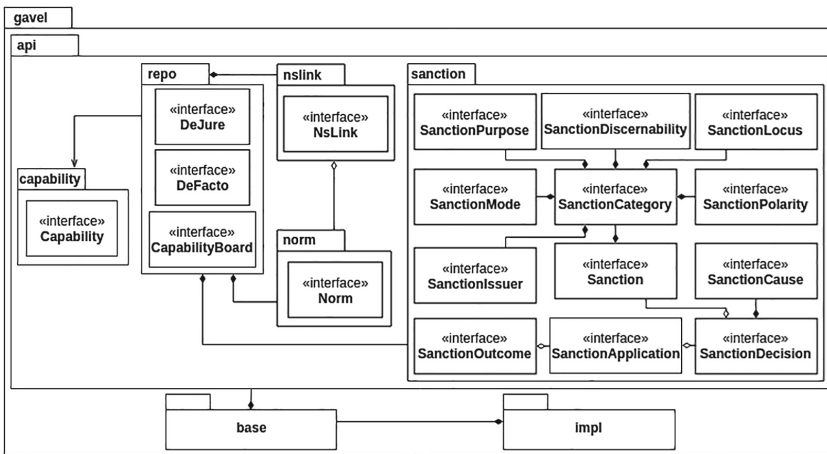 gavel
api
repo
nslink
sanction
«interface»
DeJure
«interface»
NsLink
«interface»
SanctionPurpose
«interface»
SanctionDiscernability
«interface»
SanctionLocus
«interface»
DeFacto
capability
«interface»
Capability
«interface»
SanctionMode
«interface»
SanctionCategory
«interface»
SanctionPolarity
«interface»
CapabilityBoard
norm
«interface»
Norm
«interface»
SanctionIssuer
«interface»
Sanction
«interface»
SanctionCause
«interface»
SanctionOutcome
«interface»
SanctionApplication
«interface»
SanctionDecision
base
impl